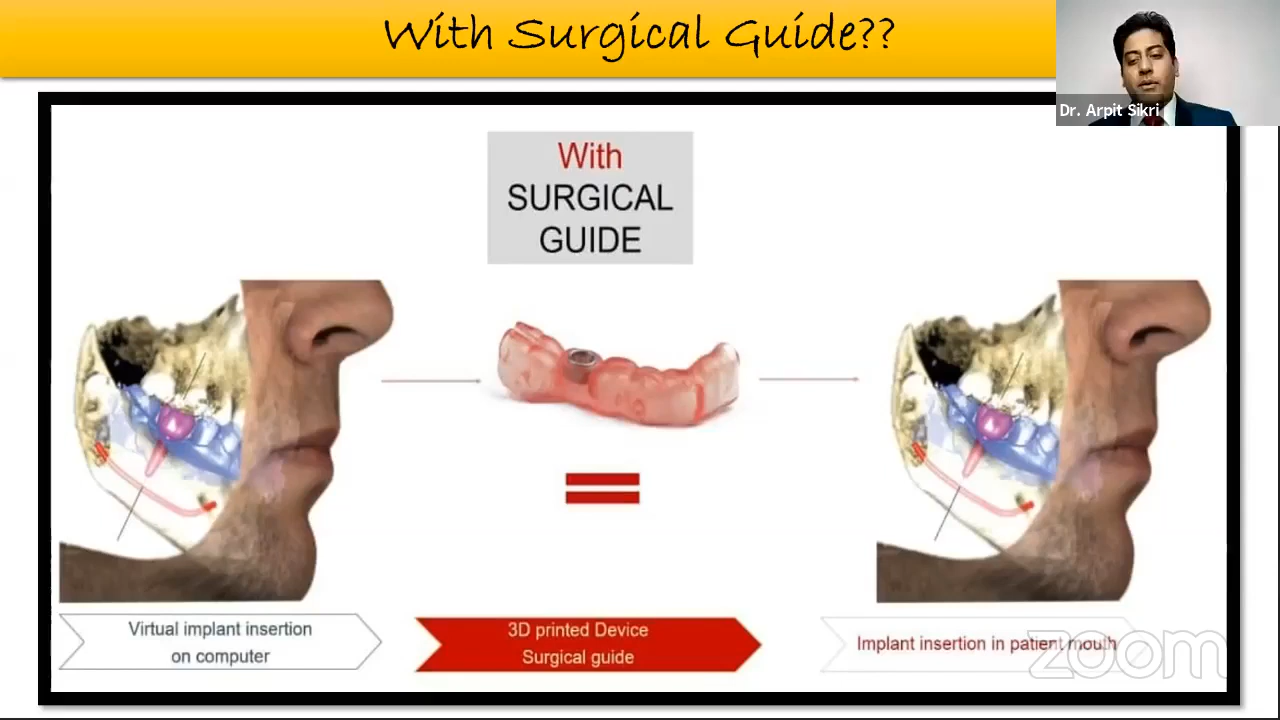 With Surgical Guide??
Dr. Arpit Sikri
With
SURGICAL
GUIDE
Virtual implant insertion
on computer
3D printed Device
Surgical guide
Implant insertion in patient mouth
zoom